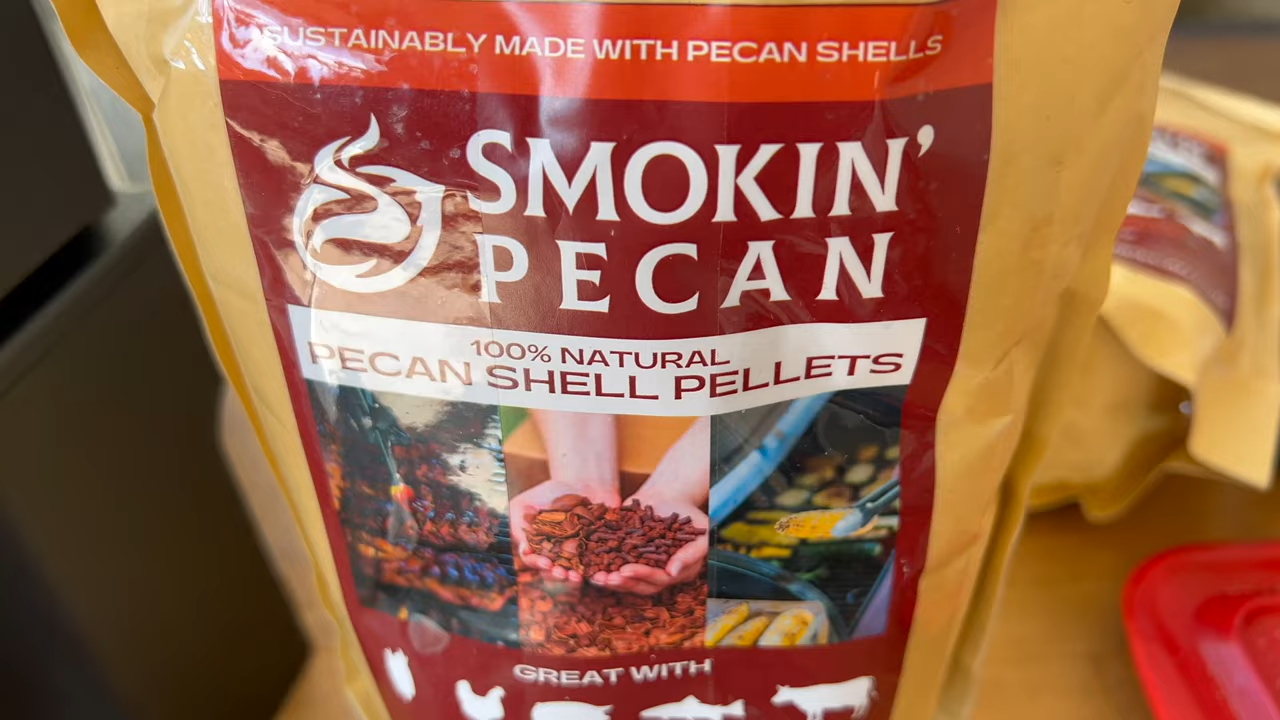 SUSTAINABLY MADE WITH PECAN SHELLS
SMOKIN'
PECAN
100% NATURAL
PECAN SHELL PELLETS
GREAT WITH